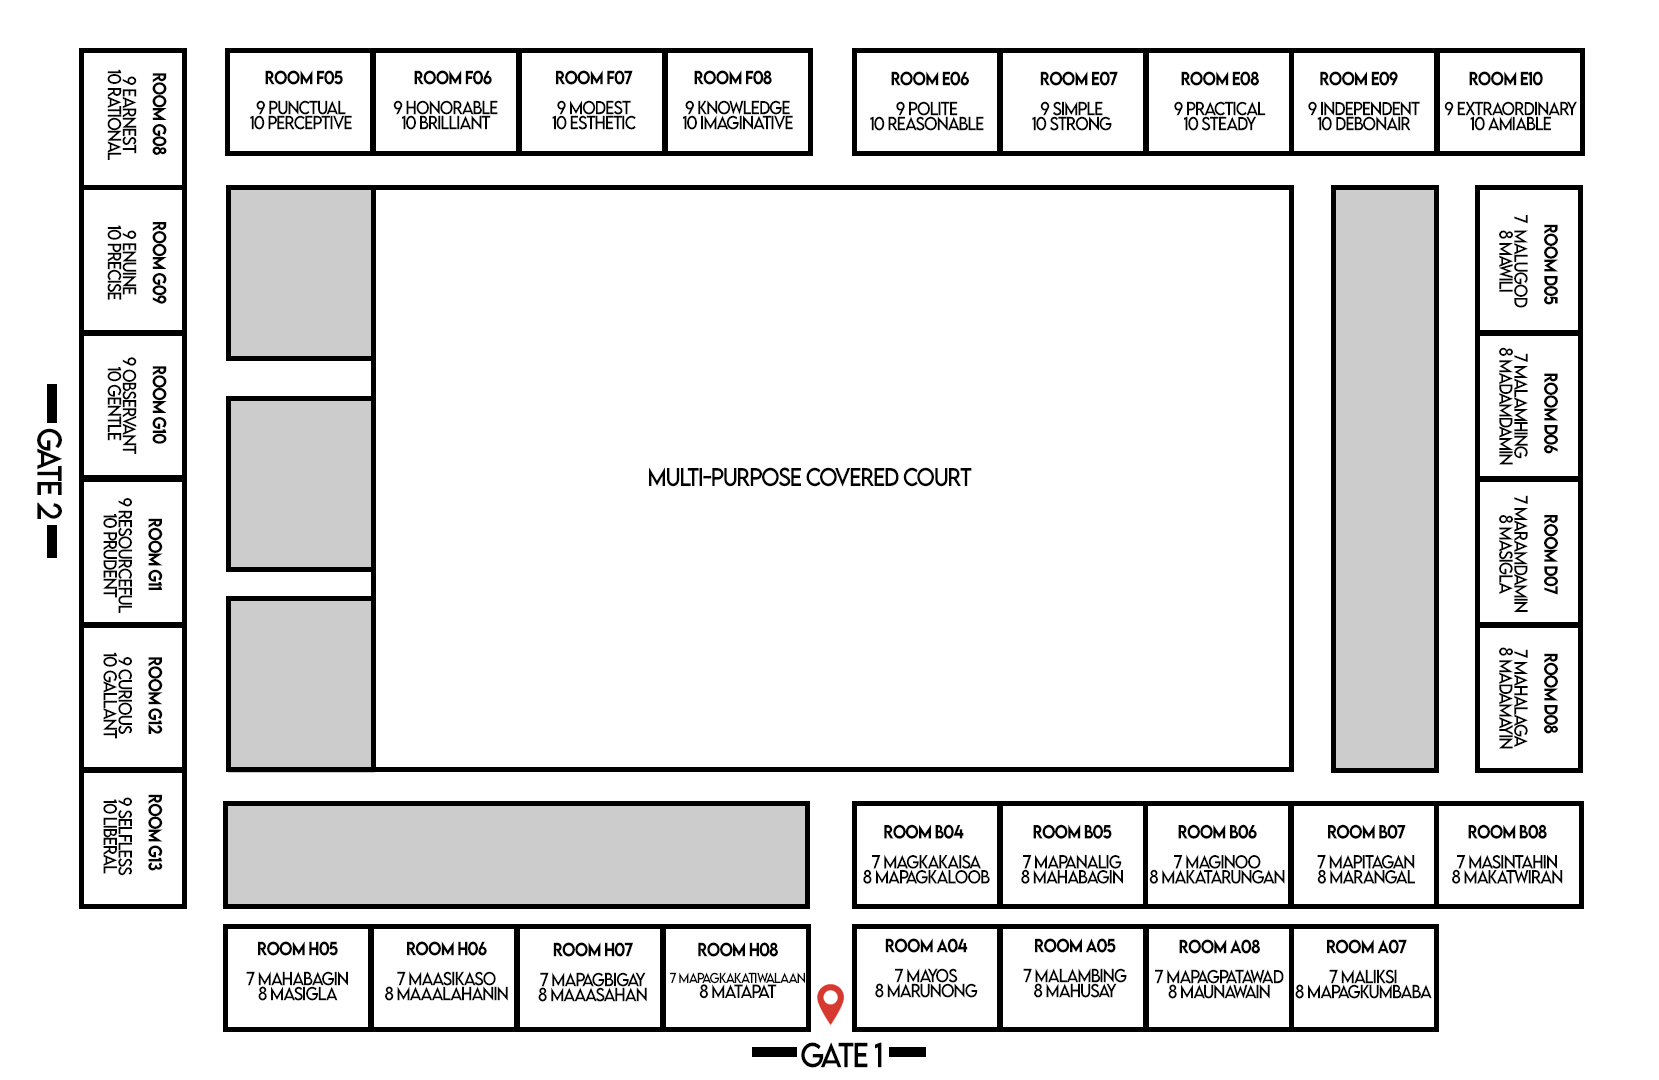 ROOM G08
9 EARNEST
10 RATIONAL
ROOM G09
9 ENUINE
10 PRECISE
ROOM G10
9 OBSERVANT
10 GENTLE
ROOM G11
9 RESOURCEFUL
10 PRUDENT
ROOM G12
9 CURIOUS
10 GALLANT
ROOM G13
9 SELFLESS
10 LIBERAL
GATE 2
ROOM F05
9 PUNCTUAL
10 PERCEPTIVE
ROOM F06
9 HONORABLE
10 BRILLIANT
ROOM F07
9 MODEST
10 ESTHETIC
ROOM F08
9 KNOWLEDGE
10 IMAGINATIVE
ROOM E06
9 POLITE
10 REASONABLE
ROOM E07
9 SIMPLE
10 STRONG
ROOM E08
9 PRACTICAL
10 STEADY
ROOM E09
9 INDEPENDENT
10 DEBONAIR
ROOM E10
9 EXTRAORDINARY
10 AMIABLE
MULTI-PURPOSE COVERED COURT
ROOM D05
7 MALUGOD
8 MAWILI
ROOM D06
7 MALAMHING
8 MADAMDAMIN
ROOM D07
7 MARAMDAMIN
8 MASIGLA
ROOM D08
7 MAHALAGA
8 MADAMAYIN
ROOM B04
7 MAGKAKAISA
8 MAPAGKALOOB
ROOM B05
7 MAPANALIG
8 MAHABAGIN
ROOM B06
7 MAGINOO
8 MAKATARUNGAN
ROOM B07
7 MAPITAGAN
8 MARANGAL
ROOM B08
7 MASINTAHIN
8 MAKATWIRAN
ROOM H05
7 MAHABAGIN
8 MASIGLA
ROOM H06
7 MAASIKASO
8 MAAALAHANIN
ROOM H07
7 MAPAGBIGAY
8 MAAASAHAN
ROOM H08
7 MAPAGKAKATIWALAAN
8 MATAPAT
ROOM A04
7 MAYOS
8 MARUNONG
ROOM A05
7 MALAMBING
8 MAHUSAY
ROOM A08
7 MAPAGPATAWAD
8 MAUNAWAIN
ROOM A07
7 MALIKSI
8 MAPAGKUMBABA
GATE 1